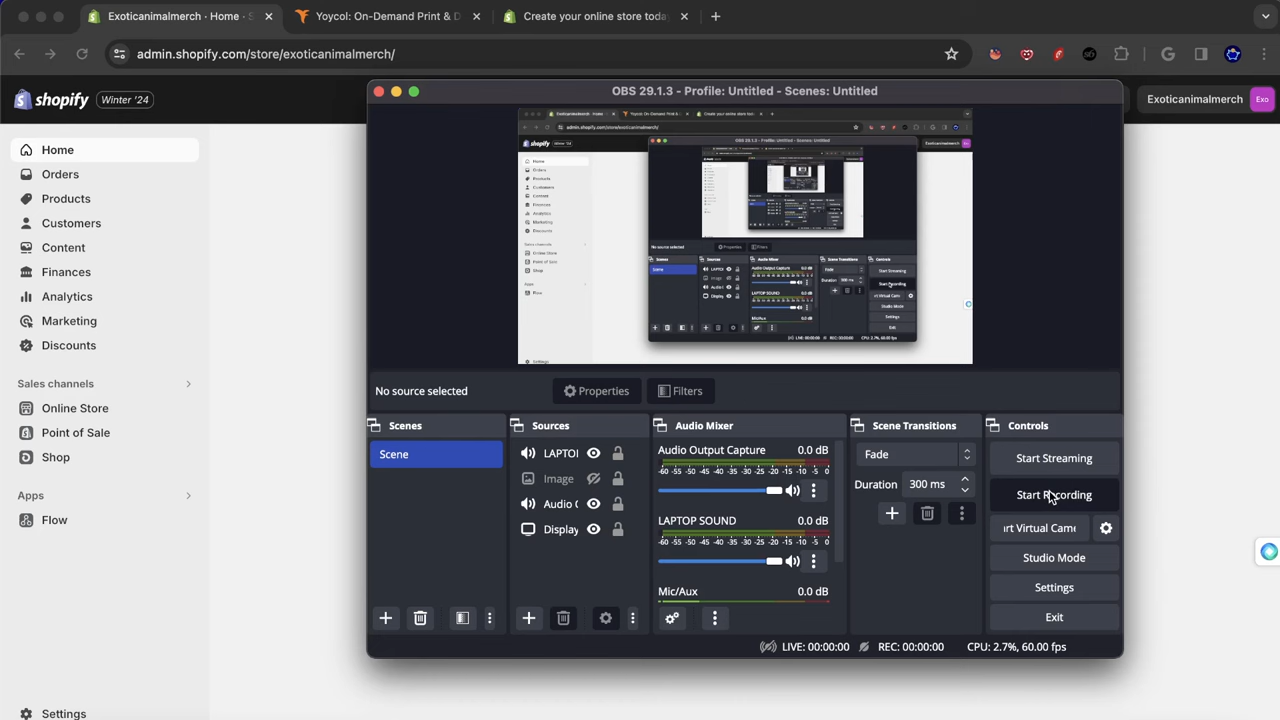 Exoticanimalmerch · Home · S
Yoycol: On-Demand Print & D
Create your online store toda
admin.shopify.com/store/exoticanimalmerch/
shopify Winter '24
Exoticanimalmerch Exo
Home
Orders
Products
Customers
Content
Finances
Analytics
Marketing
Discounts
Sales channels
Online Store
Point of Sale
Shop
Apps
Flow
Settings
OBS 29.1.3 - Profile: Untitled - Scenes: Untitled
No source selected
Properties
Filters
Scenes
Scene
Sources
LAPTOI
Image
Audio (
Display
Audio Mixer
Audio Output Capture 0.0 dB
-60 -55 -50 -45 -40 -35 -30 -25 -20 -15 -10 -5 0
LAPTOP SOUND 0.0 dB
-60 -55 -50 -45 -40 -35 -30 -25 -20 -15 -10 -5 0
Mic/Aux 0.0 dB
Scene Transitions
Fade
Duration 300 ms
Controls
Start Streaming
Start Recording
rt Virtual Came
Studio Mode
Settings
Exit
LIVE: 00:00:00 REC: 00:00:00 CPU: 2.7%, 60.00 fps